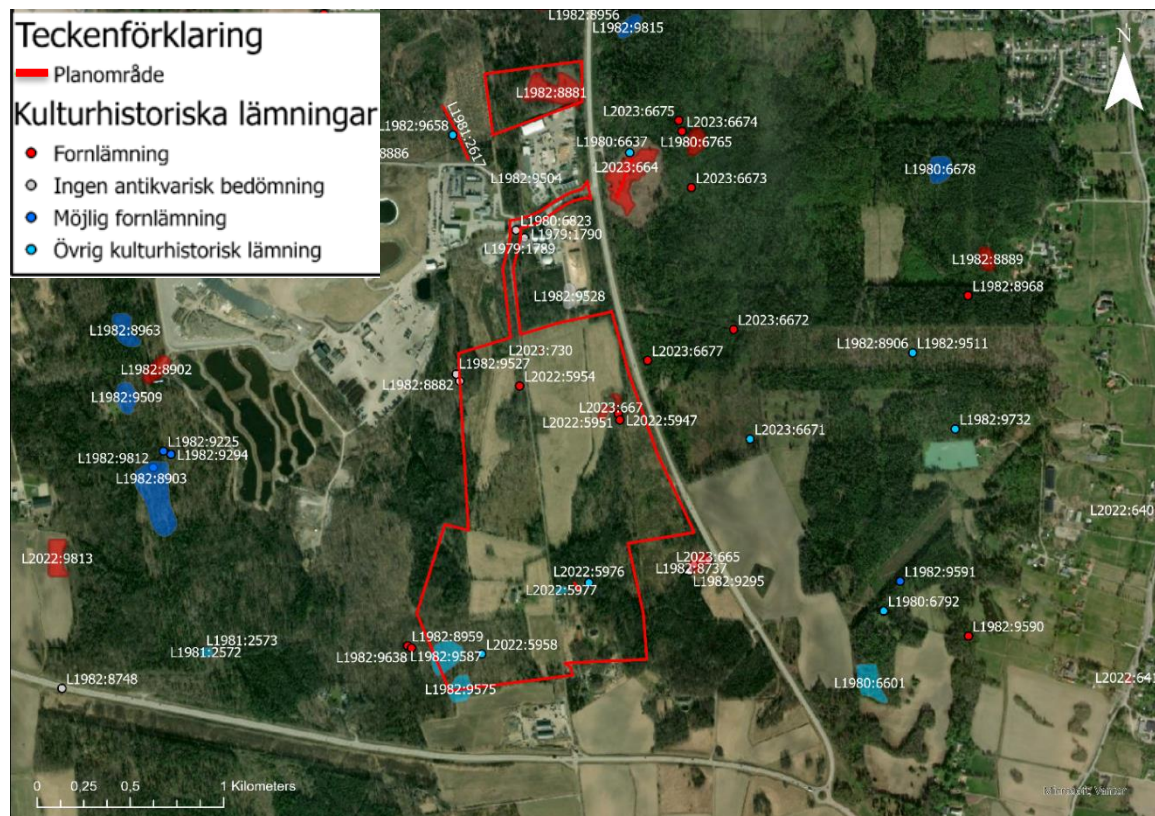 Teckenförklaring
Planområde
Kulturhistoriska lämningar
Fornlämning
Ingen antikvarisk bedömning
Möjlig fornlämning
Övrig kulturhistorisk lämning
L1982:8956
L1982:9815
N
L1982:8881
L2023:6675
L2023:6674
L1982:9658
L1981:2617
L1980:6637
L1980:6765
8886
L2023:664
L1980:6678
L1982:9504
L2023:6673
L1980:6823
L1979:1790
L1979:1789
L1982:8889
L1982:8968
L1982:9528
L1982:8963
L2023:6672
L1982:8906
L1982:9511
L2023:730
L2023:6677
L1982:9527
L1982:8902
L1982:8882
L2022:5954
L1982:9509
L2023:667
L2022:5951
L2022:5947
L1982:9732
L2023:6671
L1982:9225
L1982:9294
L1982:9812
L1982:8903
L2022:640
L2022:9813
L2023:665
L1982:8737
L2022:5976
L1982:9295
L2022:5977
L1982:9591
L1980:6792
L1981:2573
L1981:2572
L1982:8959
L2022:5958
L1982:9638
L1982:9587
L1982:9590
L1982:8748
L1982:9575
L1980:6601
L2022:641
0 0,25 0,5 1 Kilometers
Microsoft, Vantor